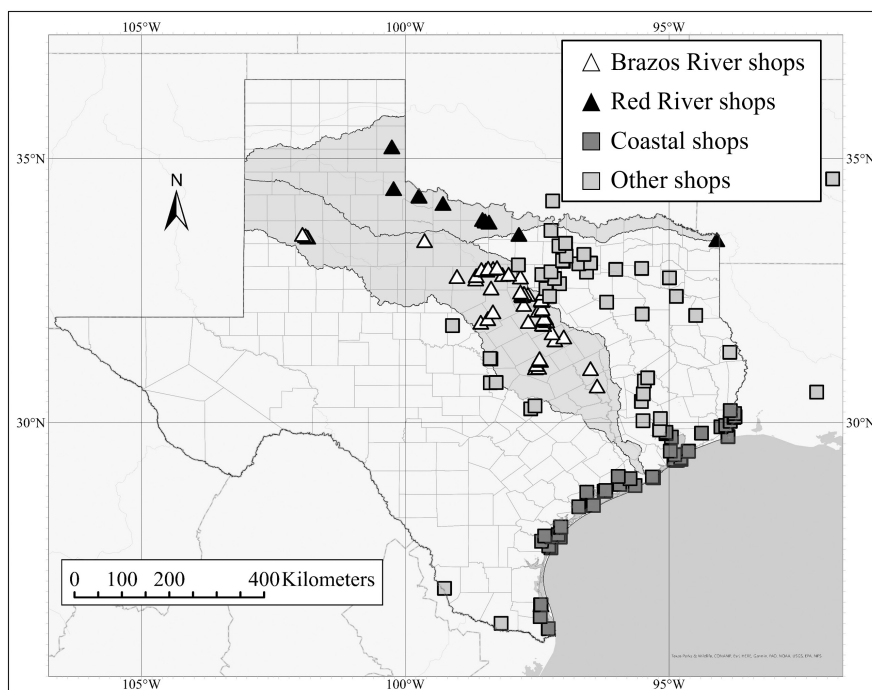 105°W 100°W 95°W
Brazos River shops
Red River shops
Coastal shops
Other shops
35°N 35°N
N
30°N 30°N
0 100 200 400 Kilometers
105°W 100°W 95°W